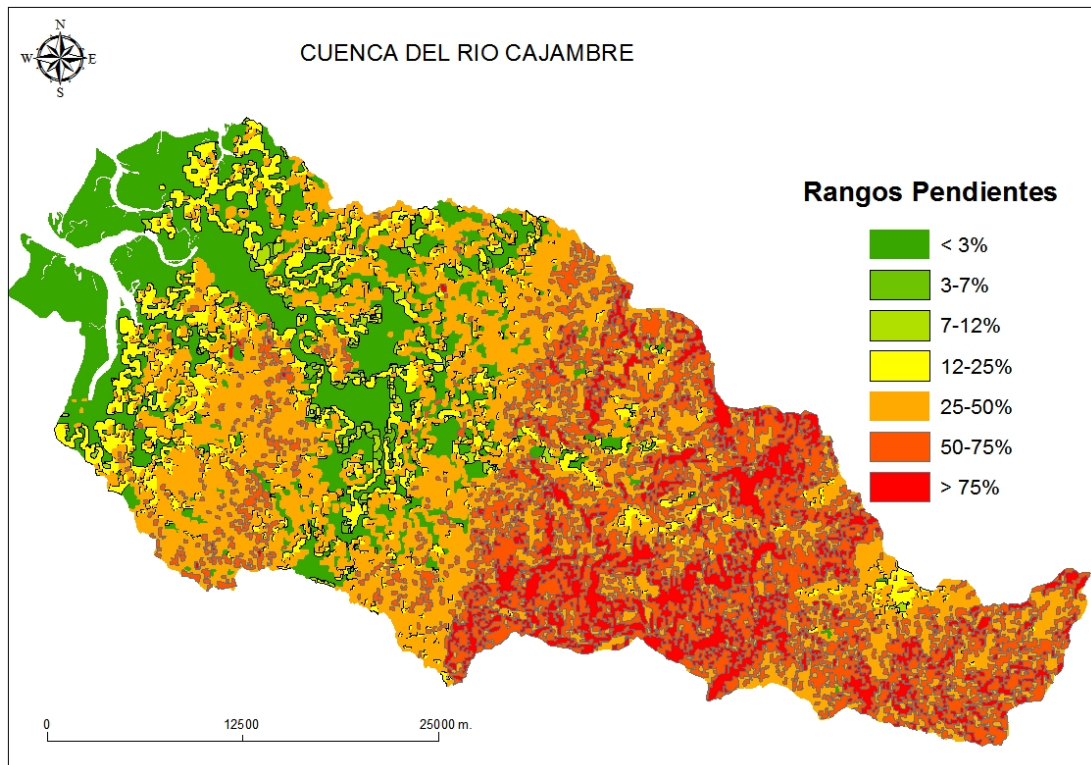 N
W E
S
CUENCA DEL RIO CAJAMBRE
Rangos Pendientes
< 3%
3-7%
7-12%
12-25%
25-50%
50-75%
> 75%
0 12500 25000 m.